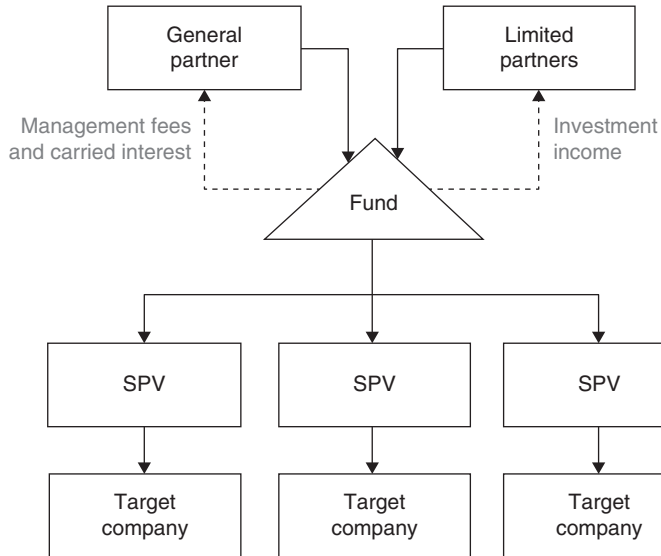 General
partner
Limited
partners
Management fees
and carried interest
Investment
income
Fund
SPV
SPV
SPV
Target
company
Target
company
Target
company